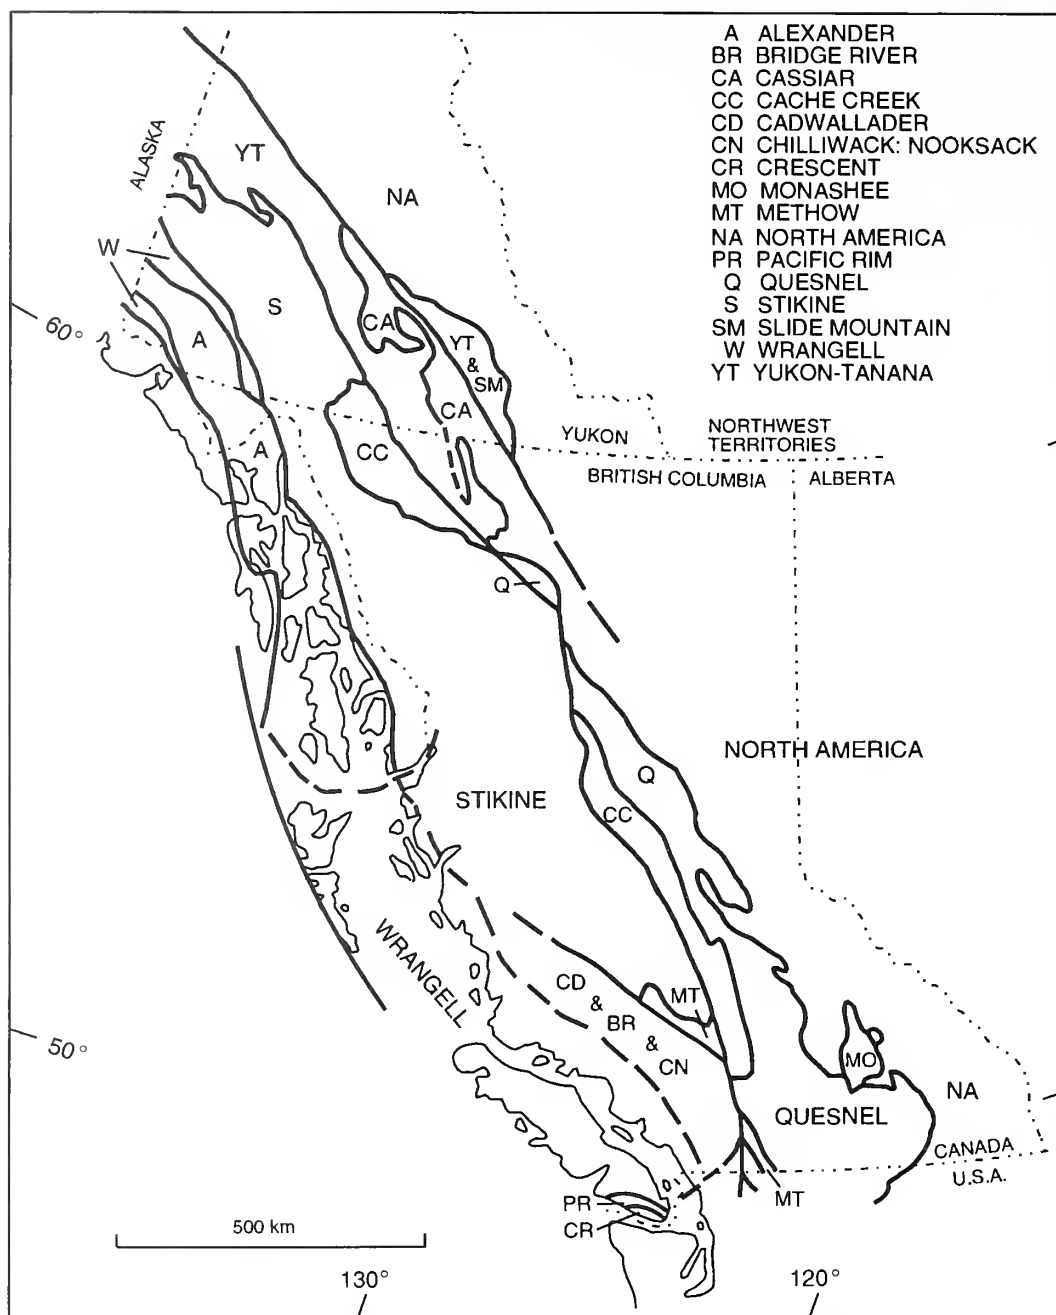 A ALEXANDER
BR BRIDGE RIVER
CA CASSIAR
CC CACHE CREEK
CD CADWALLADER
CN CHILLIWACK: NOOKSACK
CR CRESCENT
MO MONASHEE
MT METHOW
NA NORTH AMERICA
PR PACIFIC RIM
Q QUESNEL
S STIKINE
SM SLIDE MOUNTAIN
W WRANGELL
YT YUKON-TANANA
ALASKA
YT
NA
W
S
60°
A
CA
YT
&
SM
CA
YUKON
NORTHWEST
TERRITORIES
A
CC
BRITISH COLUMBIA
ALBERTA
Q
NORTH AMERICA
Q
STIKINE
CC
WRANGELL
CD
&
BR
&
CN
MT
50°
MO
NA
QUESNEL
CANADA
U.S.A.
MT
PR
CR
500 km
130°
120°